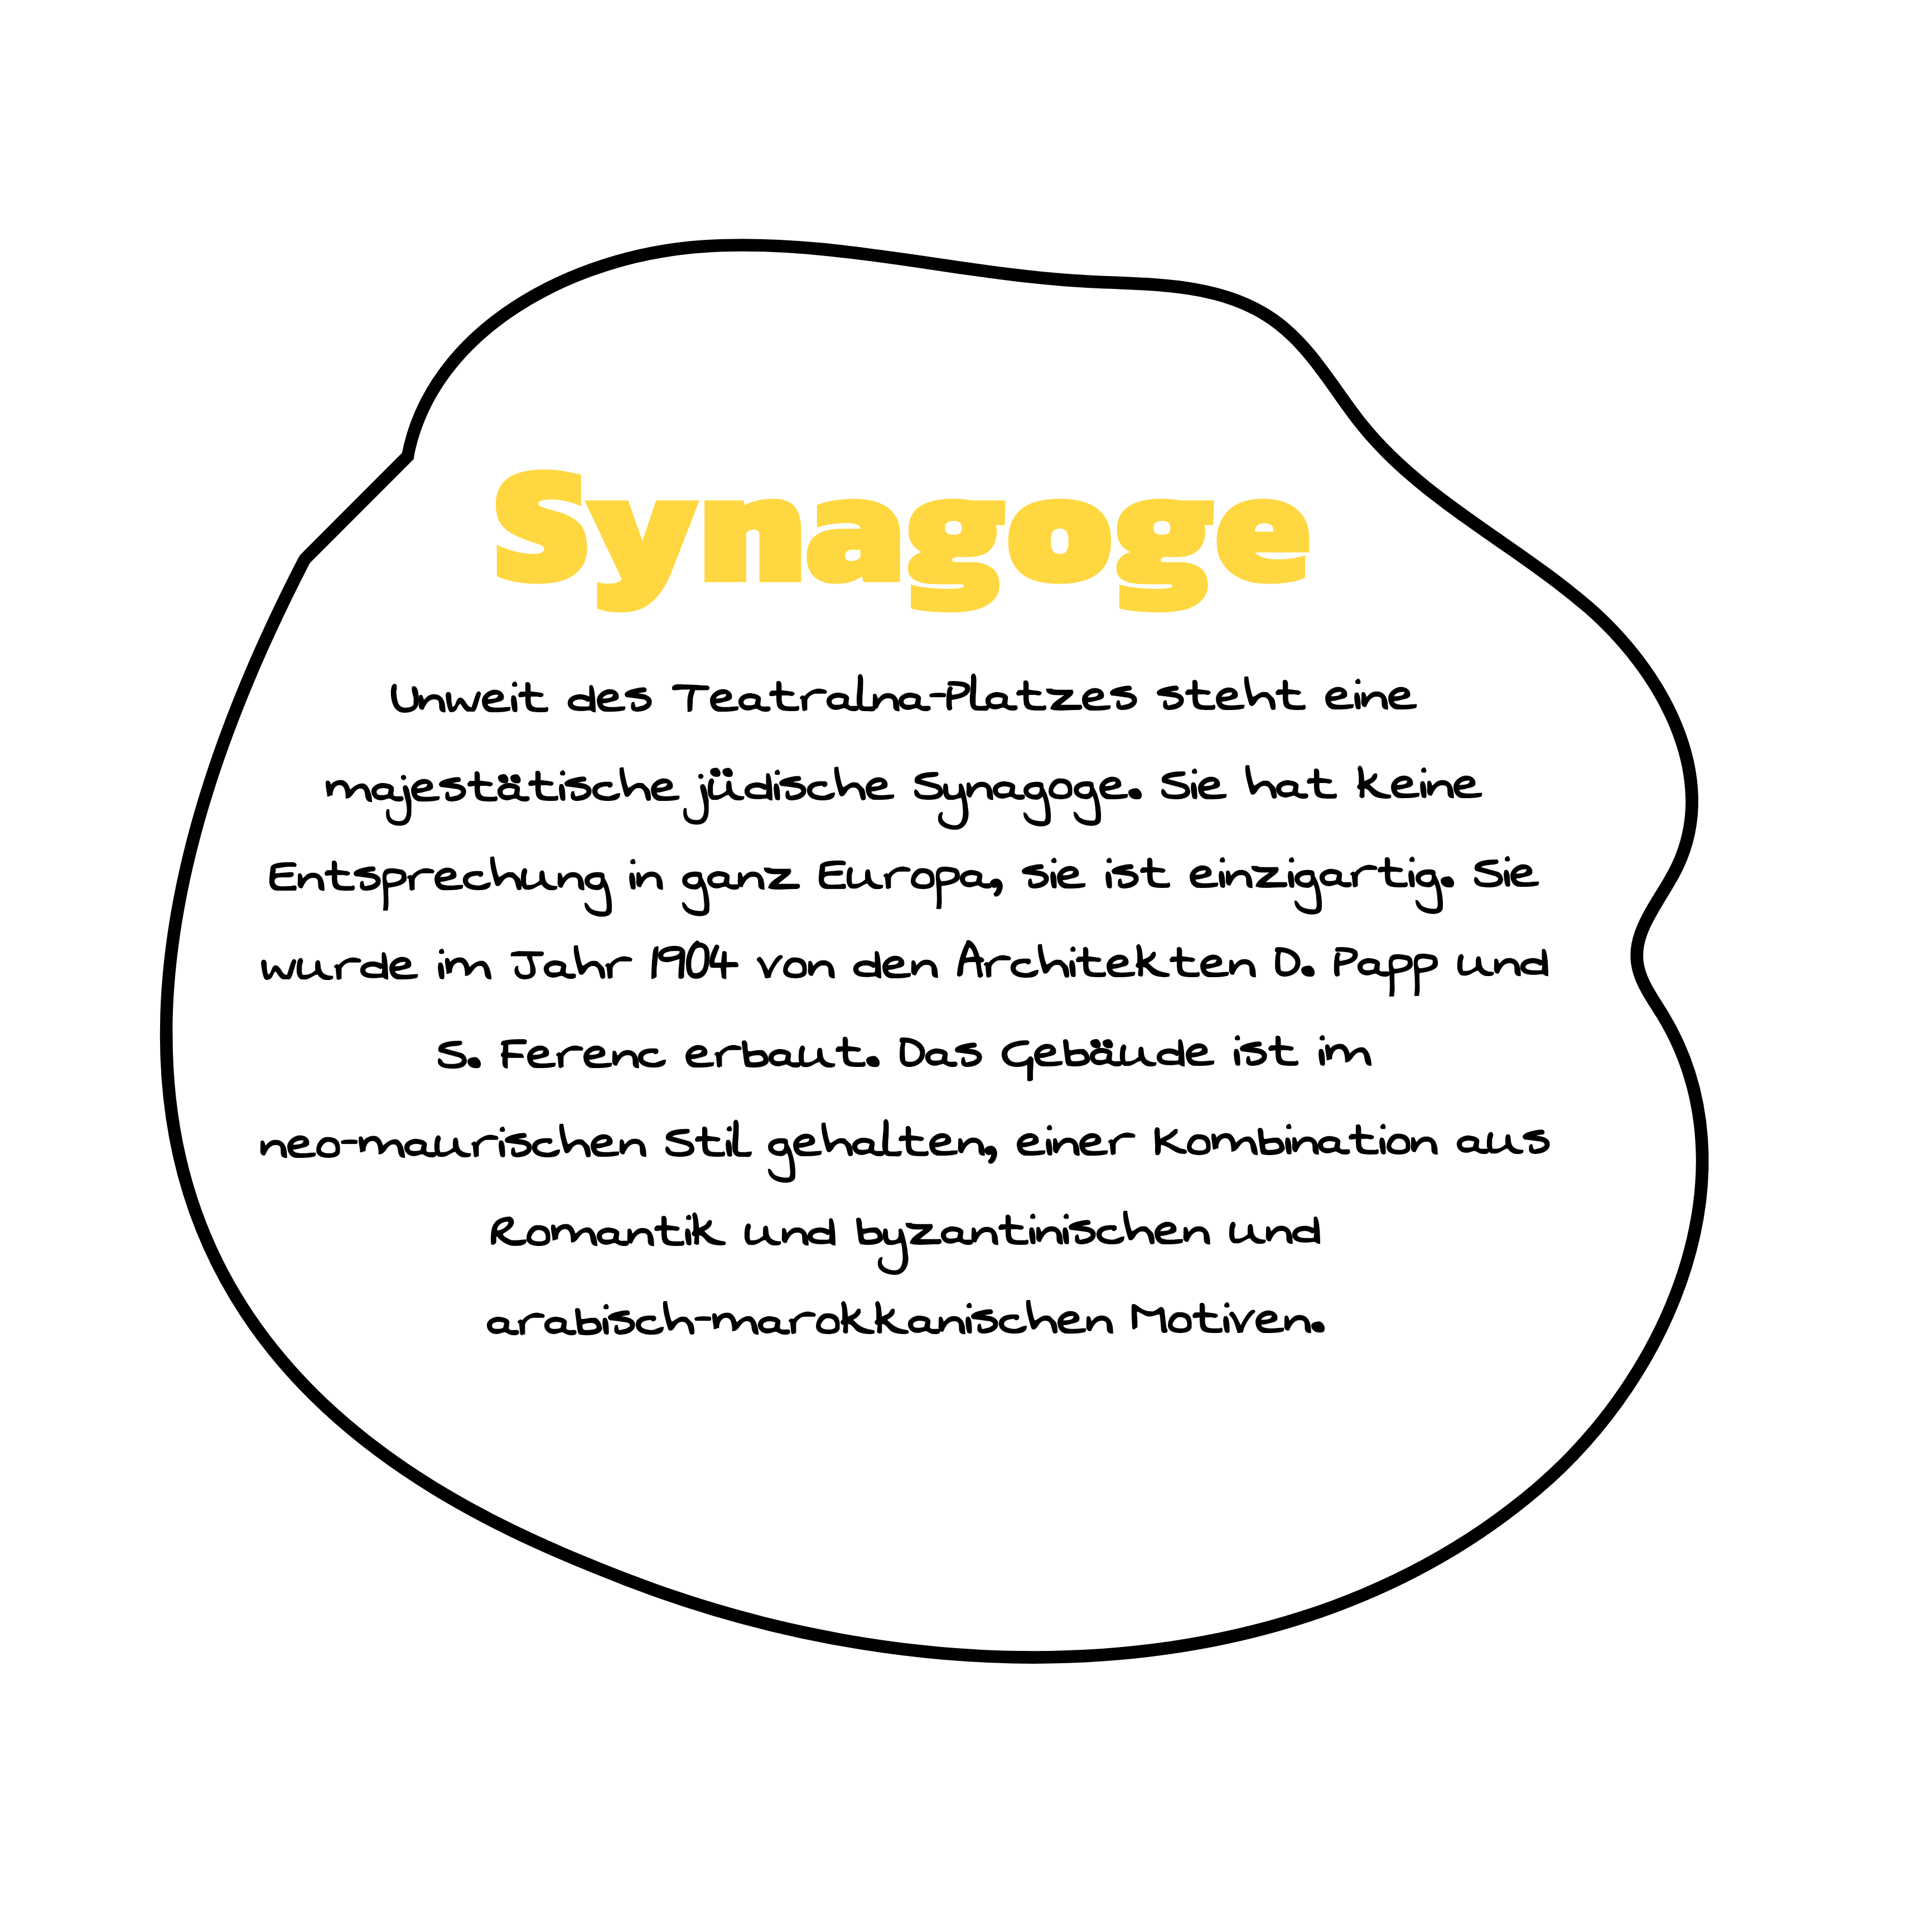 Synagoge
Unweit des Teatralna-Platzes steht eine
majestätische jüdische Synagoge. Sie hat keine
Entsprechung in ganz Europa, sie ist einzigartig. Sie
wurde in Jahr 1904 von den Architekten D. Papp und
S. Ferenc erbaut. Das Gebäude ist in
neo-maurischen Stil gehalten, einer Kombination aus
Romantik und byzantinischen und
arabisch-marokkanischen Motiven.